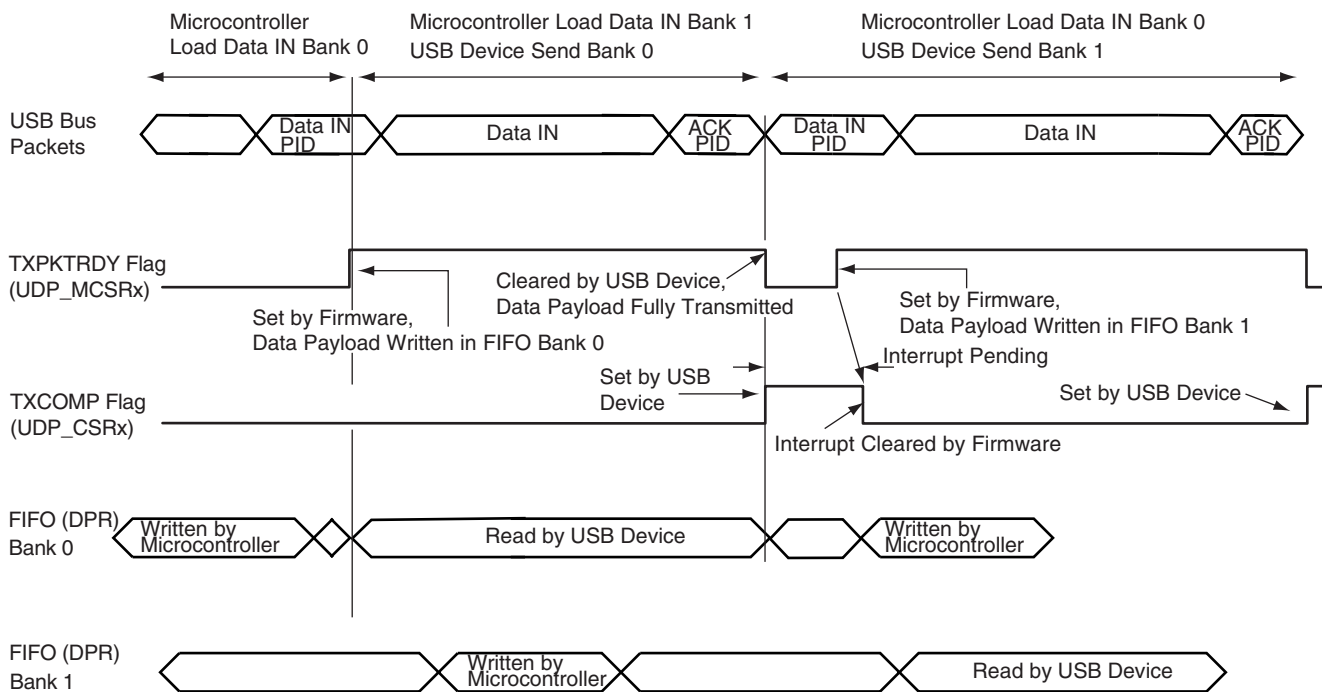 Microcontroller
Load Data IN Bank 0
Microcontroller Load Data IN Bank 1
USB Device Send Bank 0
Microcontroller Load Data IN Bank 0
USB Device Send Bank 1
USB Bus
Packets
Data IN
PID
Data IN
ACK
PID
Data IN
PID
Data IN
ACK
PID
TXPKTRDY Flag
(UDP_MCSRx)
Set by Firmware,
Data Payload Written in FIFO Bank 0
Cleared by USB Device,
Data Payload Fully Transmitted
Set by Firmware,
Data Payload Written in FIFO Bank 1
Interrupt Pending
Set by USB
Device
TXCOMP Flag
(UDP_CSRx)
Set by USB Device
Interrupt Cleared by Firmware
FIFO (DPR)
Bank 0
Written by
Microcontroller
Read by USB Device
Written by
Microcontroller
FIFO (DPR)
Bank 1
Written by
Microcontroller
Read by USB Device